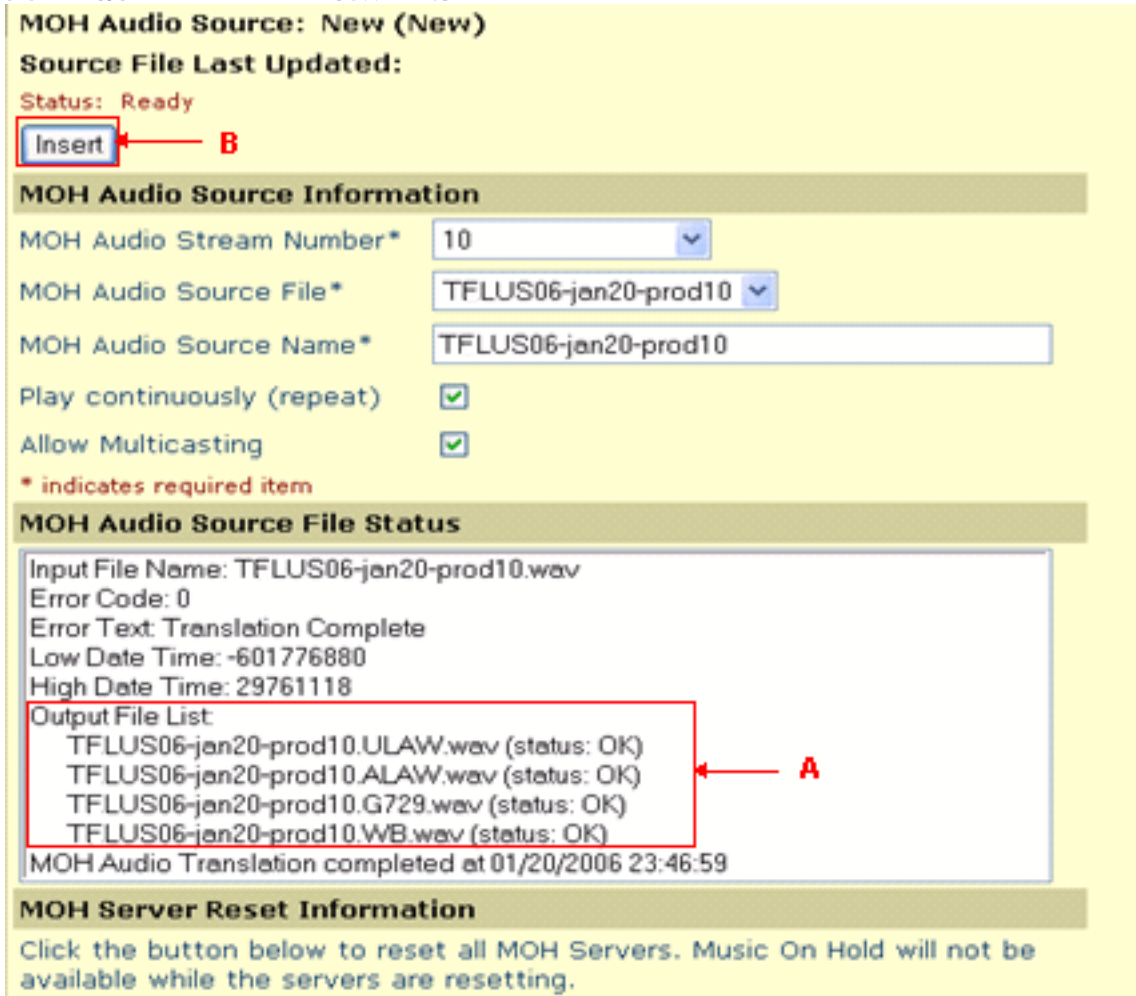 MOH Audio Source: New (New)
Source File Last Updated:
Status: Ready
Insert B
MOH Audio Source Information
MOH Audio Stream Number* 10
MOH Audio Source File* TFLUS06-jan20-prod10
MOH Audio Source Name* TFLUS06-jan20-prod10
Play continuously (repeat)
Allow Multicasting
* indicates required item
MOH Audio Source File Status
Input File Name: TFLUS06-jan20-prod10.wav
Error Code: 0
Error Text: Translation Complete
Low Date Time: -601776880
High Date Time: 29761118
Output File List:
TFLUS06-jan20-prod10.ULAW.wav (status: OK)
TFLUS06-jan20-prod10.ALAW.wav (status: OK) A
TFLUS06-jan20-prod10.G729.wav (status: OK)
TFLUS06-jan20-prod10.WB.wav (status: OK)
MOH Audio Translation completed at 01/20/2006 23:46:59
MOH Server Reset Information
Click the button below to reset all MOH Servers. Music On Hold will not be
available while the servers are resetting.